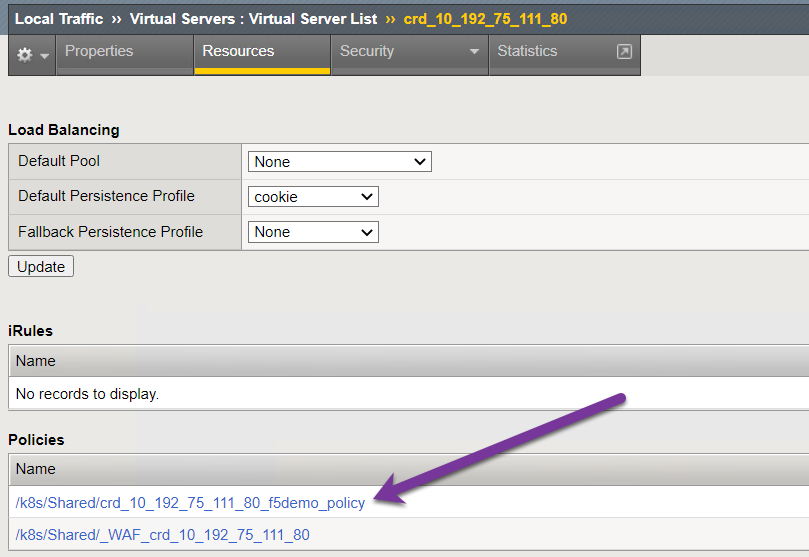 Local Traffic ›› Virtual Servers : Virtual Server List ›› crd_10_192_75_111_80
Properties Resources Security Statistics
Load Balancing
Default Pool None
Default Persistence Profile cookie
Fallback Persistence Profile None
Update
iRules
Name
No records to display.
Policies
Name
/k8s/Shared/crd_10_192_75_111_80_f5demo_policy
/k8s/Shared/_WAF_crd_10_192_75_111_80